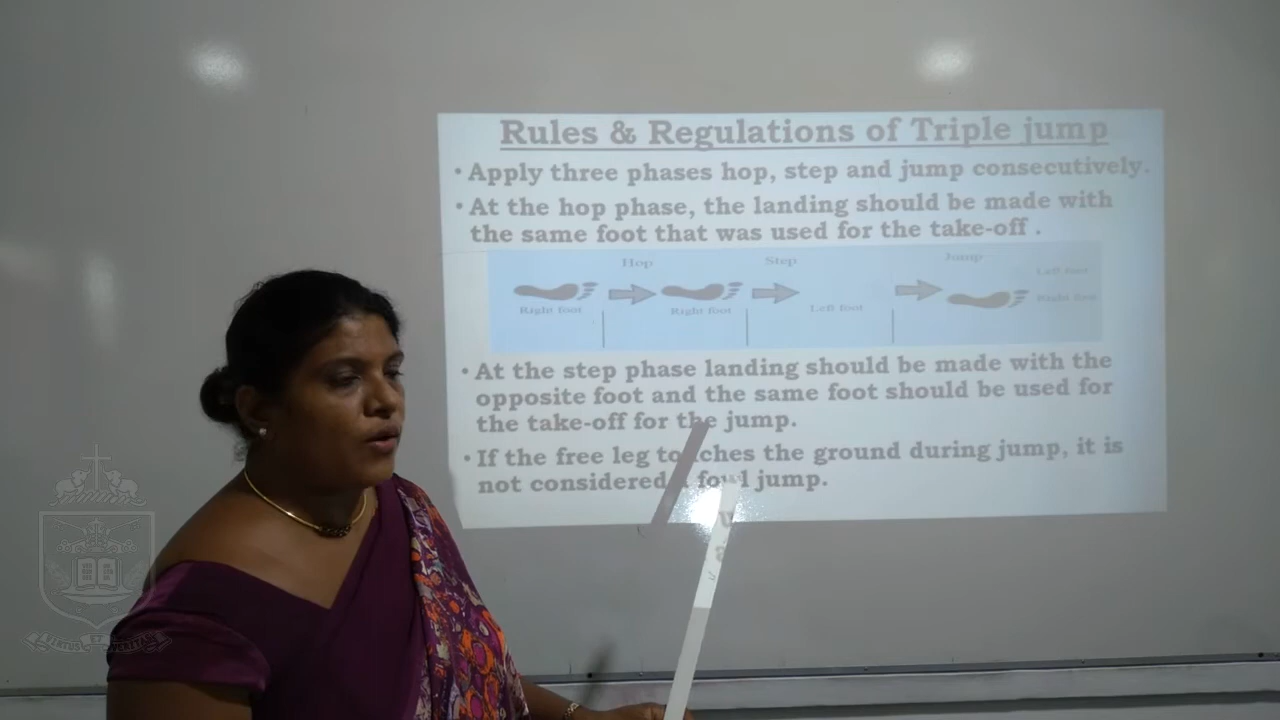 Rules & Regulations of Triple jump
• Apply three phases hop, step and jump consecutively.
• At the hop phase, the landing should be made with
the same foot that was used for the take-off .
Hop Step Jump
Left foot
Right foot Right foot Left foot Right foot
• At the step phase landing should be made with the
opposite foot and the same foot should be used for
the take-off for the jump.
• If the free leg touches the ground during jump, it is
not considered a fowl jump.
VIRTUS ET VERITAS